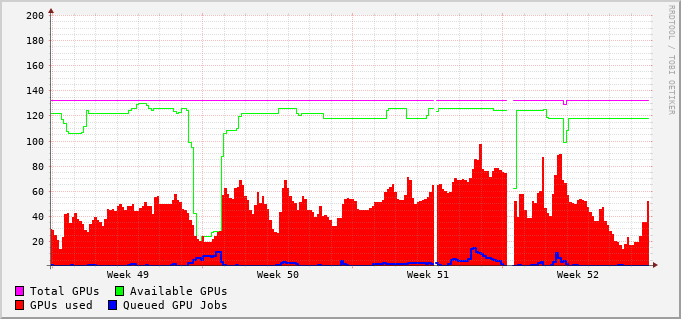 200
180
160
140
120
100
80
60
40
20
Week 49 Week 50 Week 51 Week 52
Total GPUs Available GPUs
GPUs used Queued GPU Jobs
RRDTOOL / TOBI OETIKER